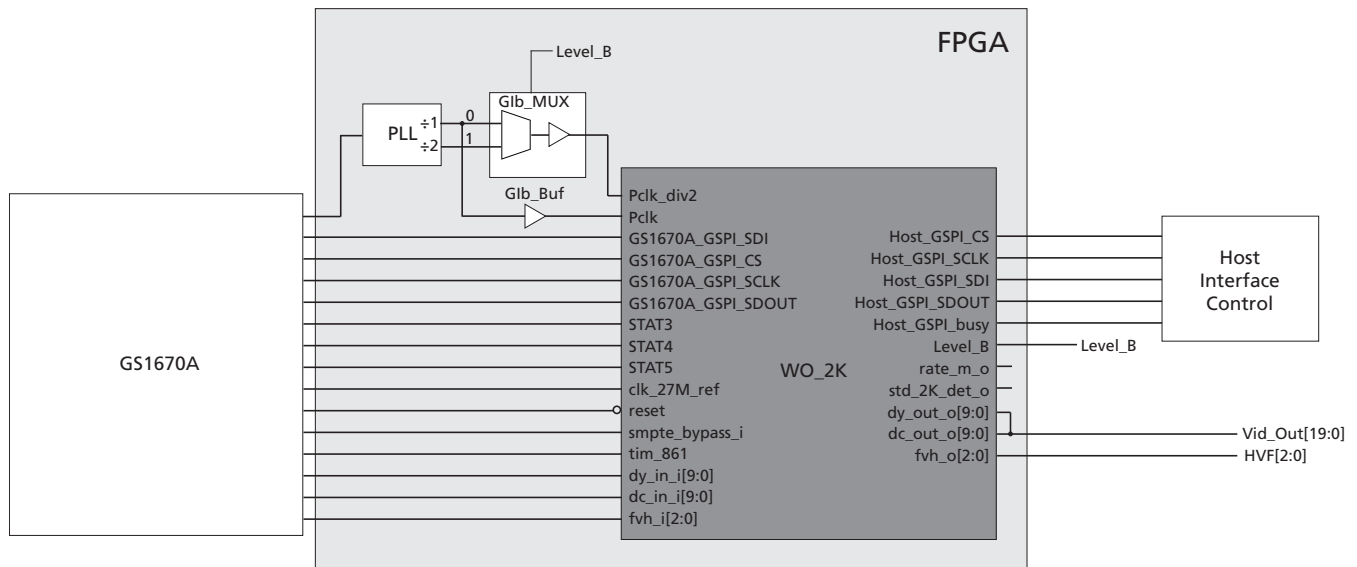 FPGA
Level_B
Glb_MUX
PLL
÷1
0
÷2
1
Glb_Buf
GS1670A
Pclk_div2
Pclk
GS1670A_GSPI_SDI
GS1670A_GSPI_CS
GS1670A_GSPI_SCLK
GS1670A_GSPI_SDOUT
STAT3
STAT4
STAT5
clk_27M_ref
reset
smpte_bypass_i
tim_861
dy_in_i[9:0]
dc_in_i[9:0]
fvh_i[2:0]
WO_2K
Host_GSPI_CS
Host_GSPI_SCLK
Host_GSPI_SDI
Host_GSPI_SDOUT
Host_GSPI_busy
Level_B
rate_m_o
std_2K_det_o
dy_out_o[9:0]
dc_out_o[9:0]
fvh_o[2:0]
Host
Interface
Control
Level_B
Vid_Out[19:0]
HVF[2:0]